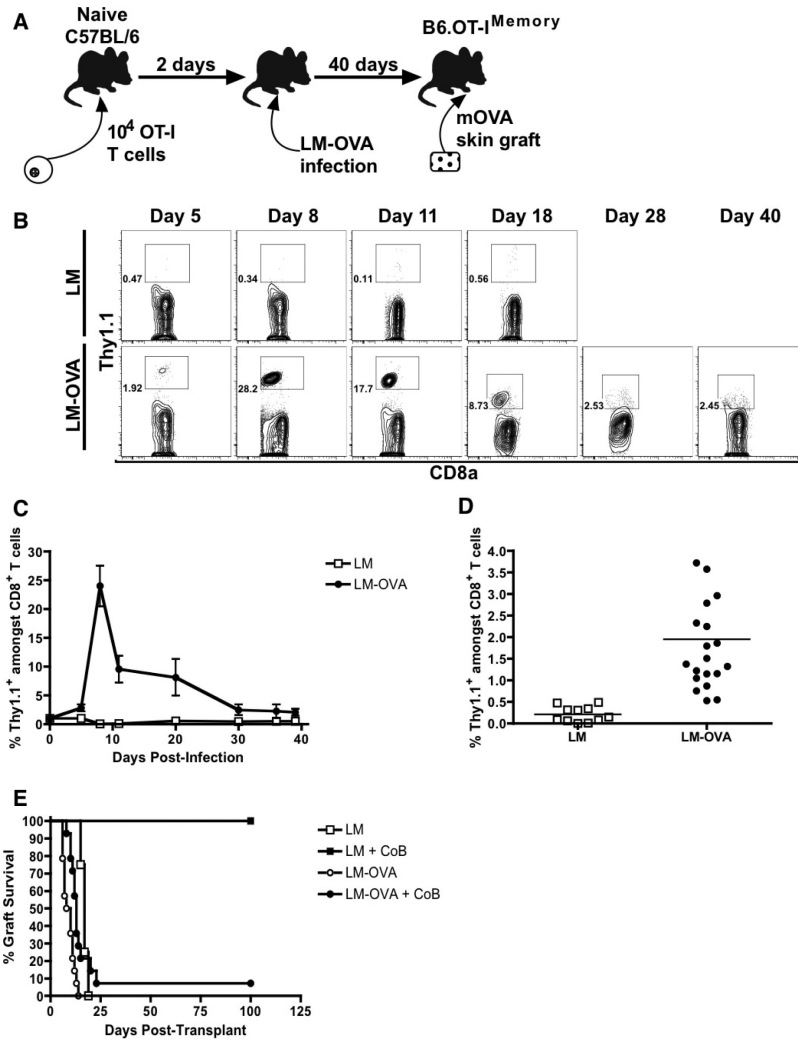 A
Naive
C57BL/6
2 days
40 days
B6.OT-I Memory
10^4 OT-I
T cells
LM-OVA
infection
mOVA
skin graft
B
Day 5 Day 8 Day 11 Day 18 Day 28 Day 40
LM
0.47 0.34 0.11 0.56
Thy1.1
LM-OVA
1.92 28.2 17.7 8.73 2.53 2.45
CD8a
C
% Thy1.1+ amongst CD8+ T cells
30
25
20
15
10
5
0
0 10 20 30 40
Days Post-Infection
LM
LM-OVA
D
% Thy1.1+ amongst CD8+ T cells
4.0
3.5
3.0
2.5
2.0
1.5
1.0
0.5
0.0
LM LM-OVA
E
% Graft Survival
100
90
80
70
60
50
40
30
20
10
0
0 25 50 75 100 125
Days Post-Transplant
LM
LM + CoB
LM-OVA
LM-OVA + CoB